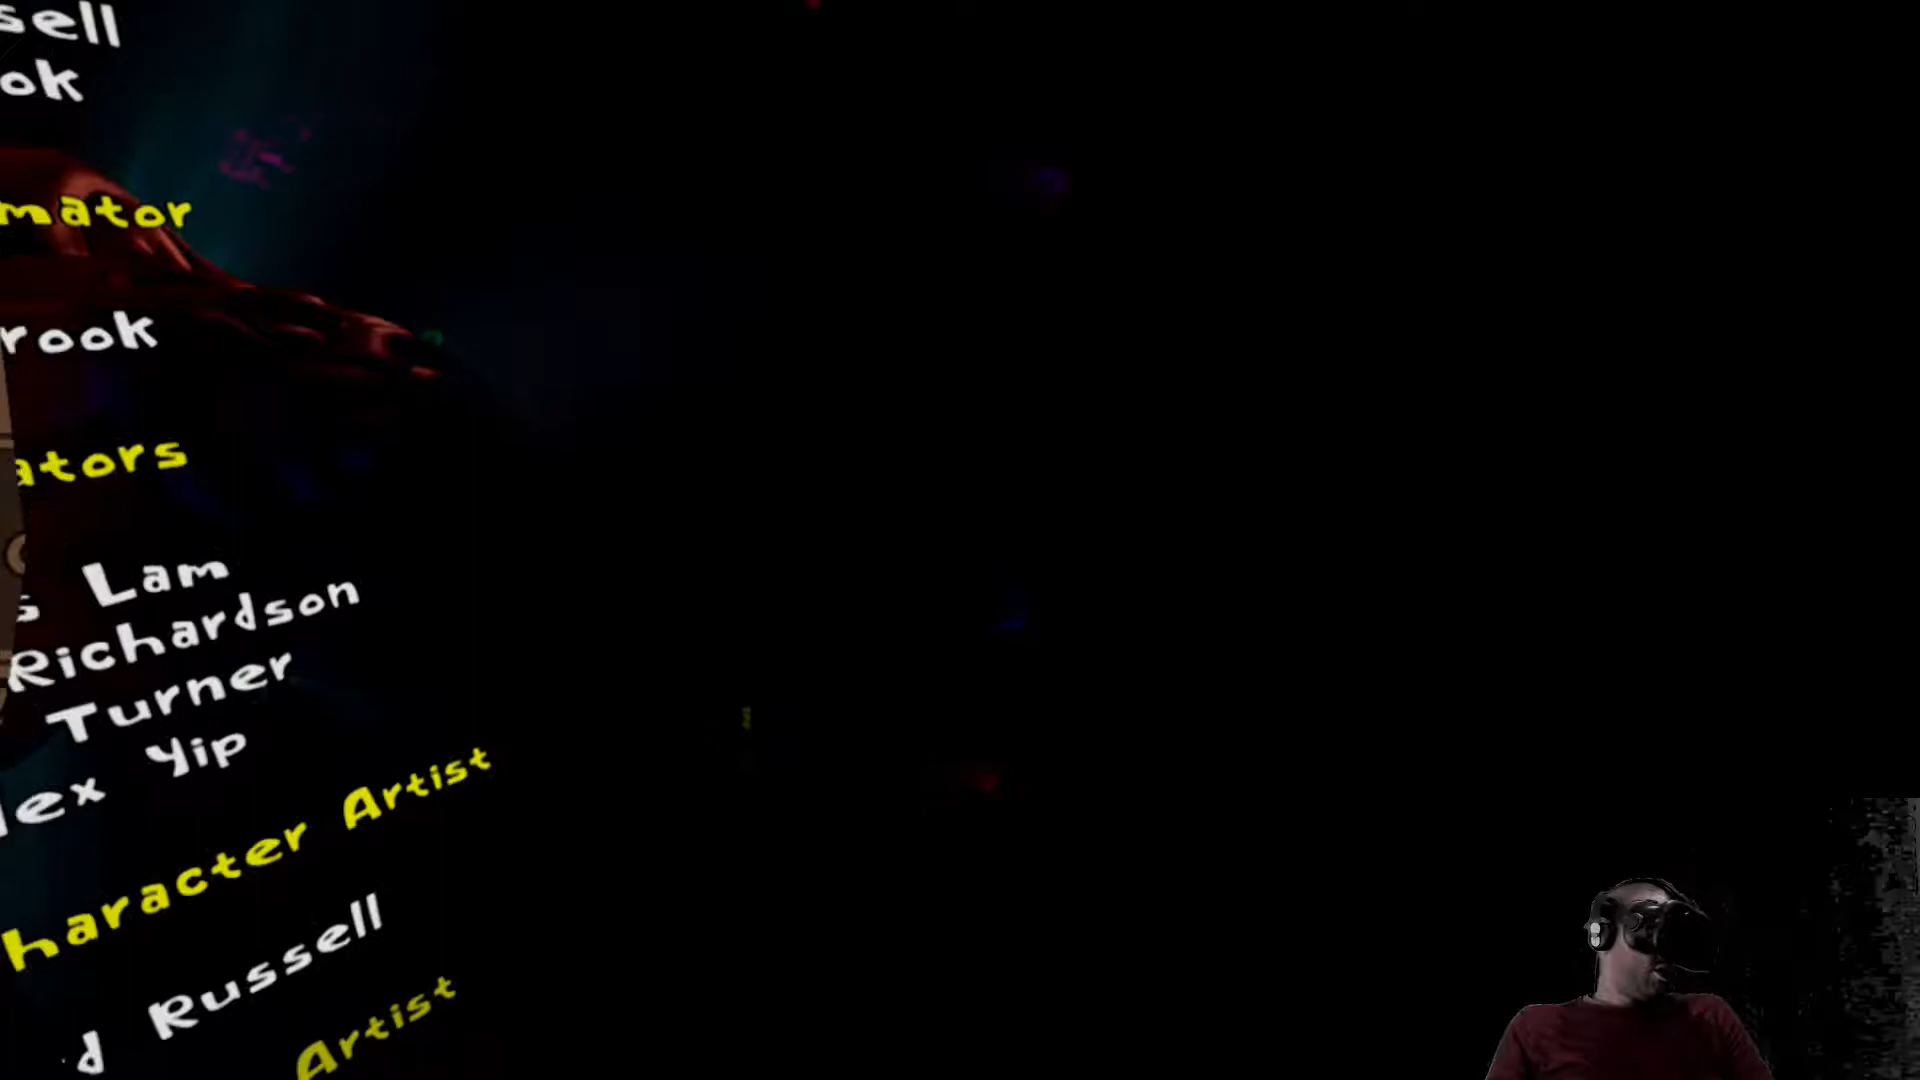 sell
ok
mator
rook
ators
s Lam
Richardson
Turner
lex Yip
haracter Artist
d Russell
Artist